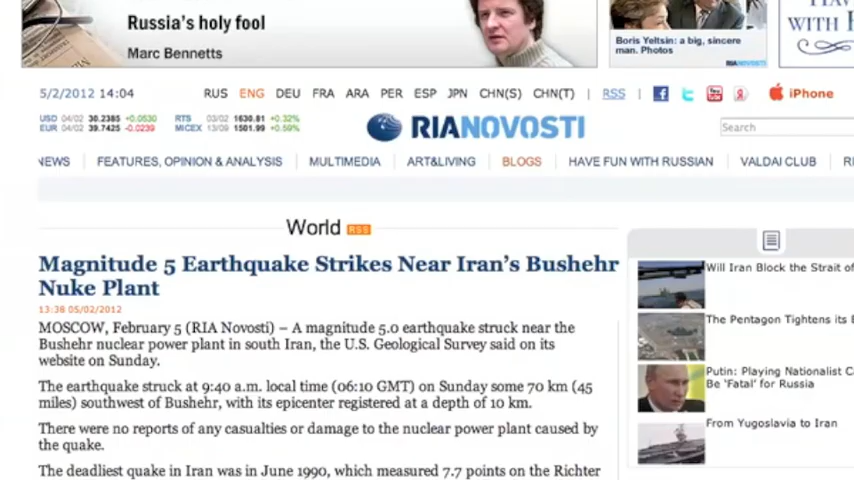 Russia's holy fool
Marc Bennetts
Boris Yeltsin: a big, sincere
man. Photos
RIANOVOSTI
HAVE
WITH
5/2/2012 14:04
RUS ENG DEU FRA ARA PER ESP JPN CHN(S) CHN(T) | RSS | iPhone
USD 04/02 30.2385 +0.0530 RTS 03/02 1630.81 +0.32%
EUR 04/02 39.7425 -0.0239 MICEX 13/09 1501.99 +0.59%
RIANOVOSTI
Search
NEWS FEATURES, OPINION & ANALYSIS MULTIMEDIA ART&LIVING BLOGS HAVE FUN WITH RUSSIAN VALDAI CLUB
World RSS
Magnitude 5 Earthquake Strikes Near Iran's Bushehr
Nuke Plant
13:38 05/02/2012
MOSCOW, February 5 (RIA Novosti) – A magnitude 5.0 earthquake struck near the
Bushehr nuclear power plant in south Iran, the U.S. Geological Survey said on its
website on Sunday.
The earthquake struck at 9:40 a.m. local time (06:10 GMT) on Sunday some 70 km (45
miles) southwest of Bushehr, with its epicenter registered at a depth of 10 km.
There were no reports of any casualties or damage to the nuclear power plant caused by
the quake.
The deadliest quake in Iran was in June 1990, which measured 7.7 points on the Richter
Will Iran Block the Strait of
The Pentagon Tightens its
Putin: Playing Nationalist
Be 'Fatal' for Russia
From Yugoslavia to Iran